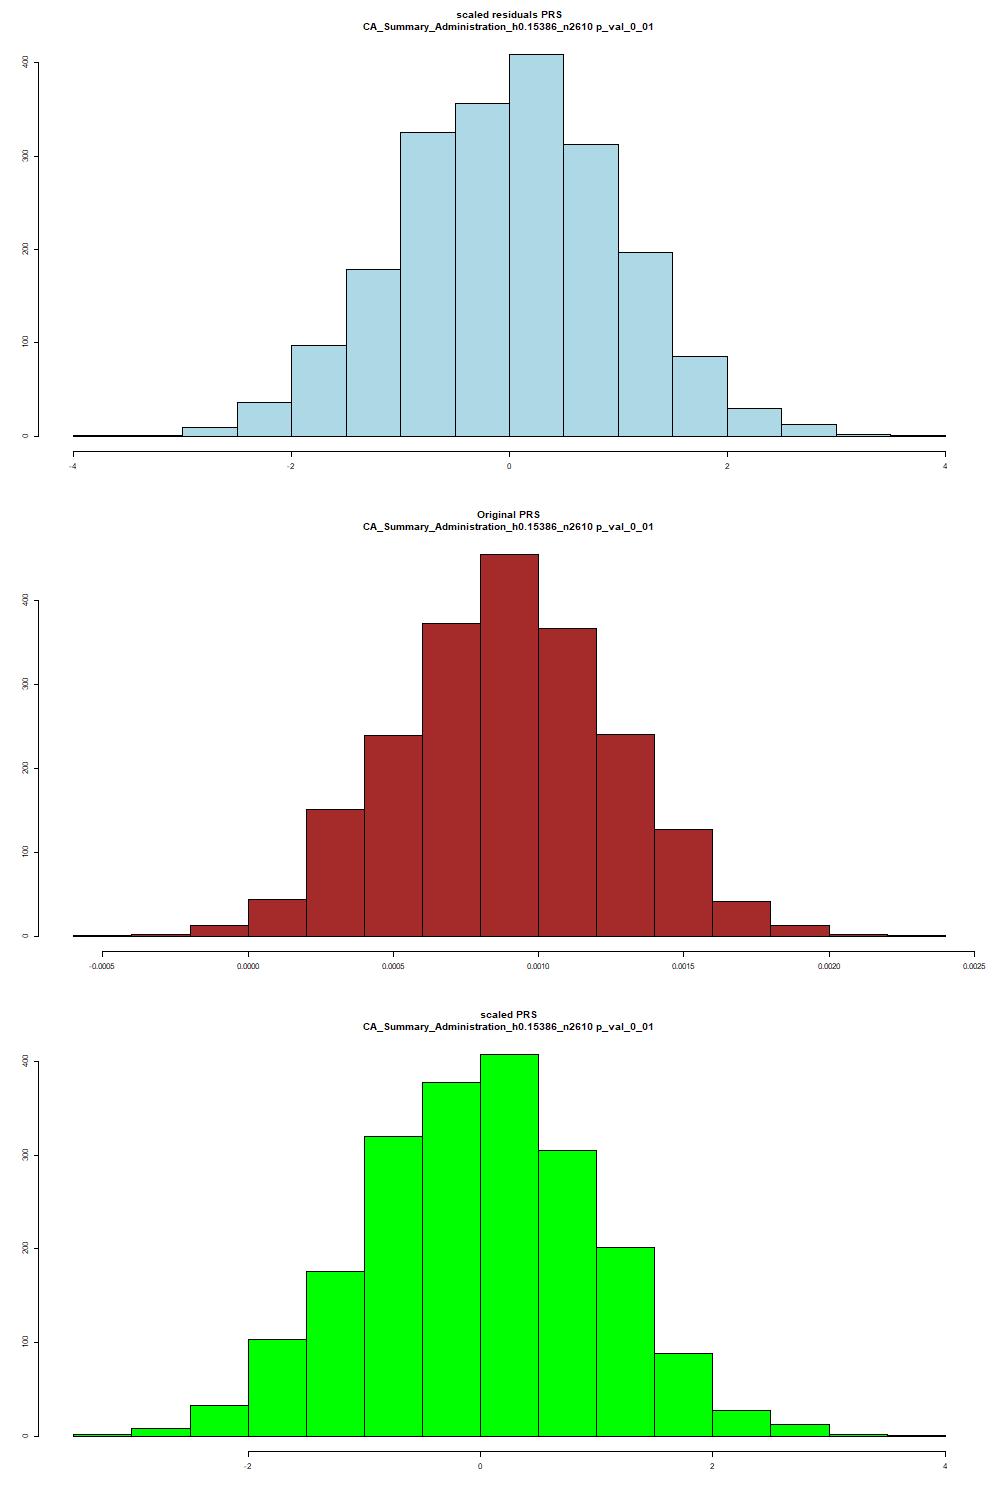 scaled residuals PRS
CA_Summary_Administration_h0.15386_n2610 p_val_0_01
400
300
200
100
0
-4 -2 0 2 4
Original PRS
CA_Summary_Administration_h0.15386_n2610 p_val_0_01
400
300
200
100
0
-0.0005 0.0000 0.0005 0.0010 0.0015 0.0020 0.0025
scaled PRS
CA_Summary_Administration_h0.15386_n2610 p_val_0_01
400
300
200
100
0
-2 0 2 4